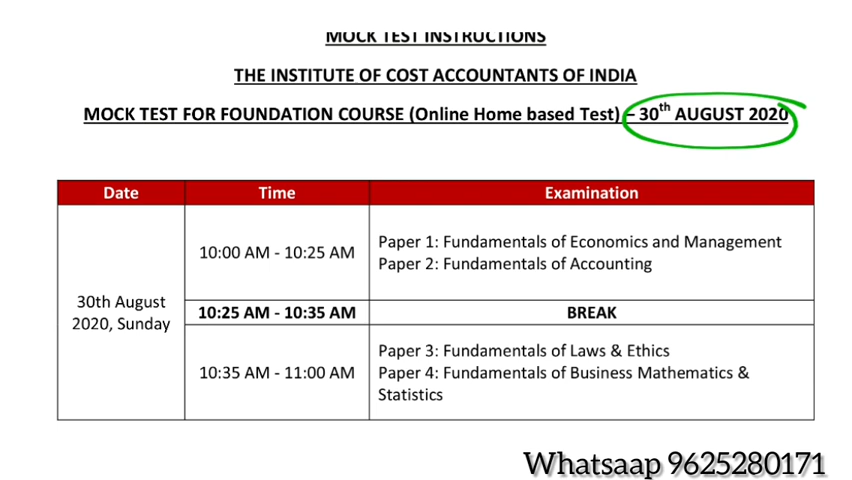 MOCK TEST INSTRUCTIONS
THE INSTITUTE OF COST ACCOUNTANTS OF INDIA
MOCK TEST FOR FOUNDATION COURSE (Online Home based Test) – 30th AUGUST 2020
Date Time Examination
30th August
2020, Sunday
10:00 AM - 10:25 AM
Paper 1: Fundamentals of Economics and Management
Paper 2: Fundamentals of Accounting
10:25 AM - 10:35 AM BREAK
10:35 AM - 11:00 AM
Paper 3: Fundamentals of Laws & Ethics
Paper 4: Fundamentals of Business Mathematics &
Statistics
Whatsaap 9625280171